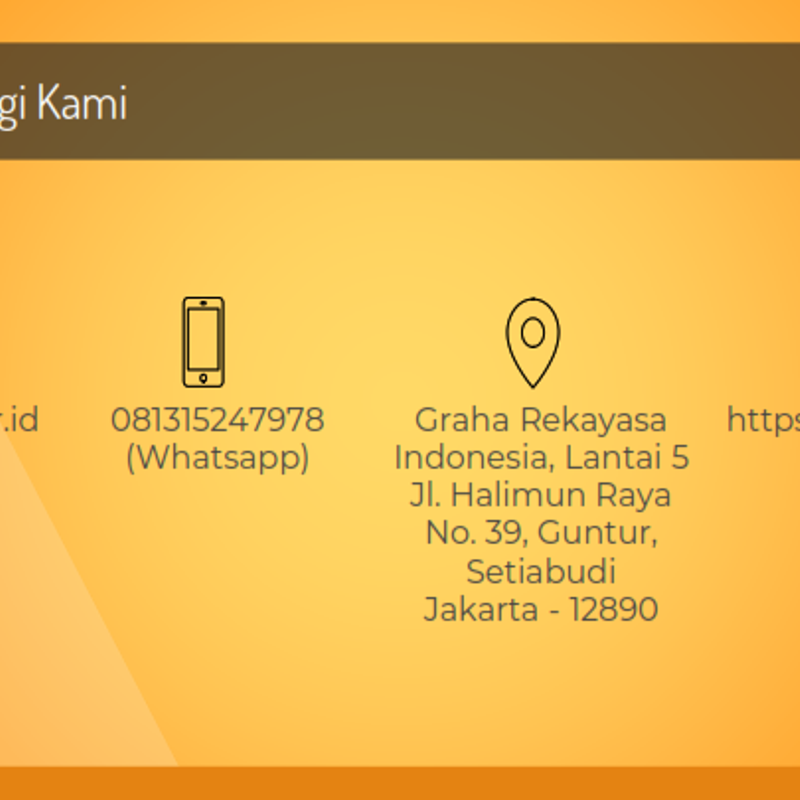 gi Kami
r.id
081315247978
(Whatsapp)
Graha Rekayasa
Indonesia, Lantai 5
Jl. Halimun Raya
No. 39, Guntur,
Setiabudi
Jakarta - 12890
https